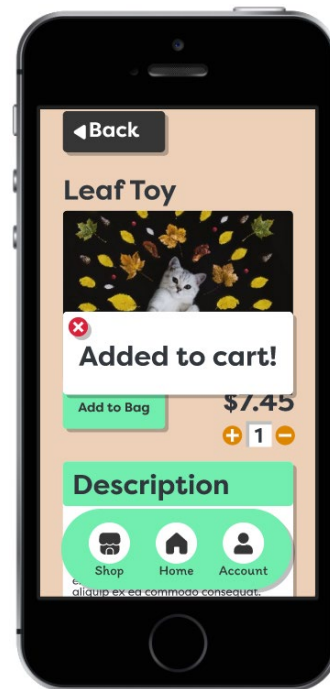 Back
Leaf Toy
Added to cart!
Add to Bag
$7.45
1
Description
Shop
Home
Account
aliquip ex ea commodo consequat.